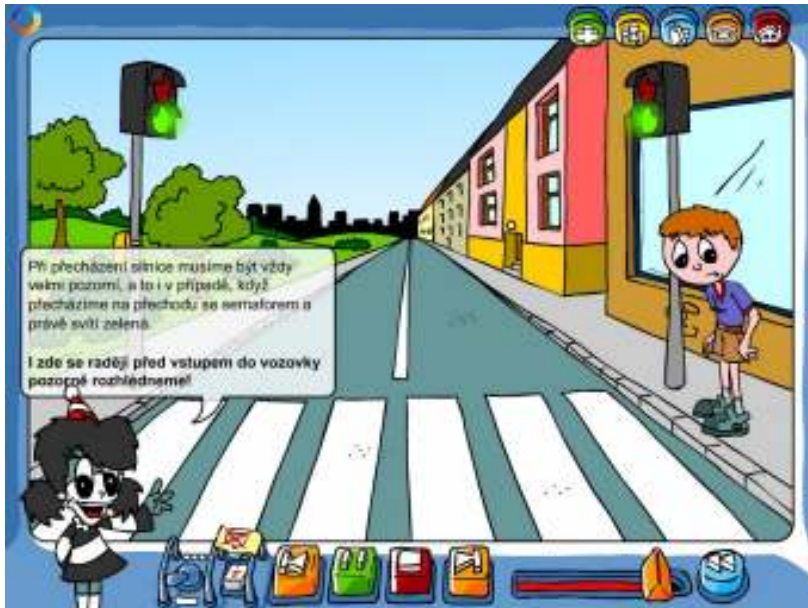 Při přecházení silnice musíme být vždy
velmi pozorní, a to i v případě, když
přecházíme na přechodu se semaforem a
právě svítí zelená.
I zde se raději před vstupem do vozovky
pozorně rozhlédneme!